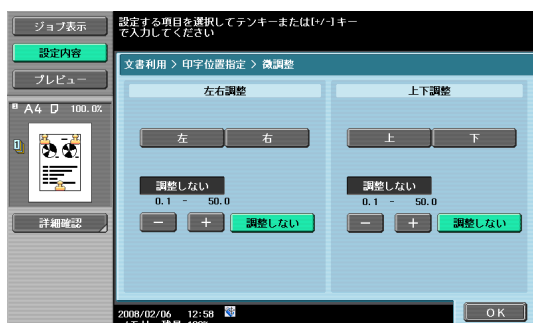 ジョブ表示
設定する項目を選択してテンキーまたは[+/-]キー
で入力してください
設定内容
文書利用 > 印字位置指定 > 微調整
プレビュー
左右調整
上下調整
A4 100.0%
左
右
上
下
調整しない
調整しない
0.1 - 50.0
0.1 - 50.0
詳細確認
- + 調整しない
- + 調整しない
2008/02/06 12:58
OK